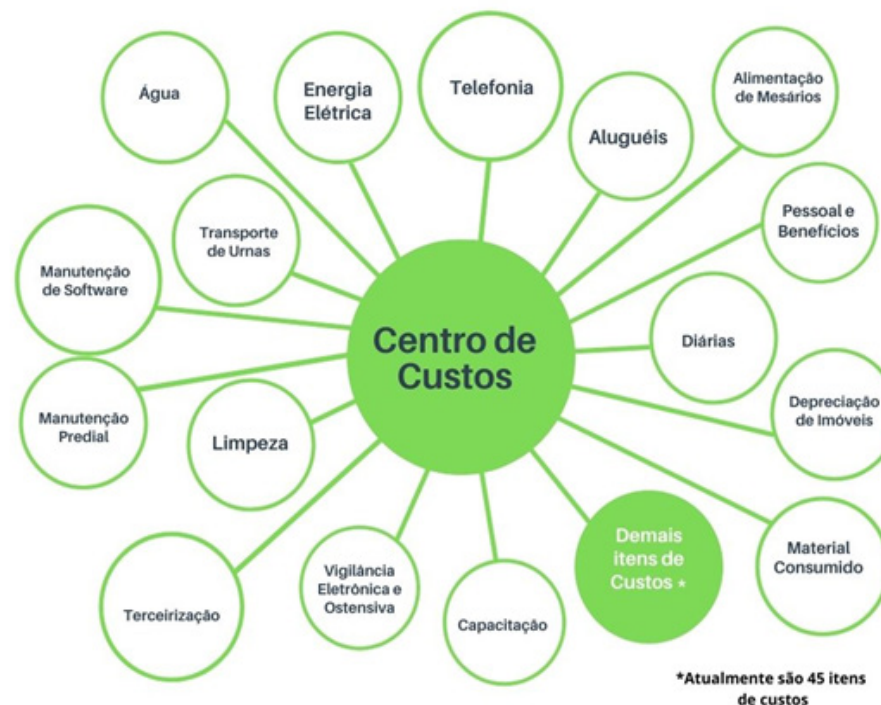 Água
Energia
Elétrica
Telefonia
Aluguéis
Alimentação
de Mesários
Transporte
de Urnas
Pessoal e
Benefícios
Manutenção
de Software
Centro de
Custos
Diárias
Manutenção
Predial
Limpeza
Depreciação
de Imóveis
Terceirização
Vigilância
Eletrônica e
Ostensiva
Capacitação
Demais
itens de
Custos *
Material
Consumido
*Atualmente são 45 itens
de custos